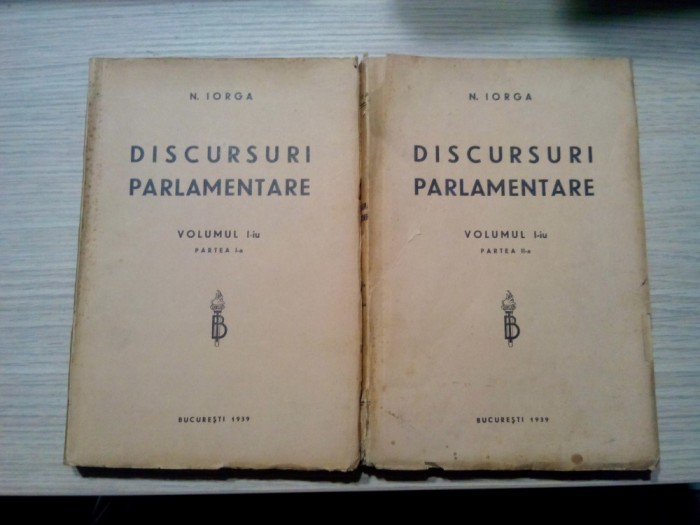 N. IORGA
DISCURSURI
PARLAMENTARE
VOLUMUL I-iu
PARTEA I-a
B
BUCUREȘTI 1939
N. IORGA
DISCURSURI
PARLAMENTARE
VOLUMUL I-iu
PARTEA II-a
B
BUCUREȘTI 1939